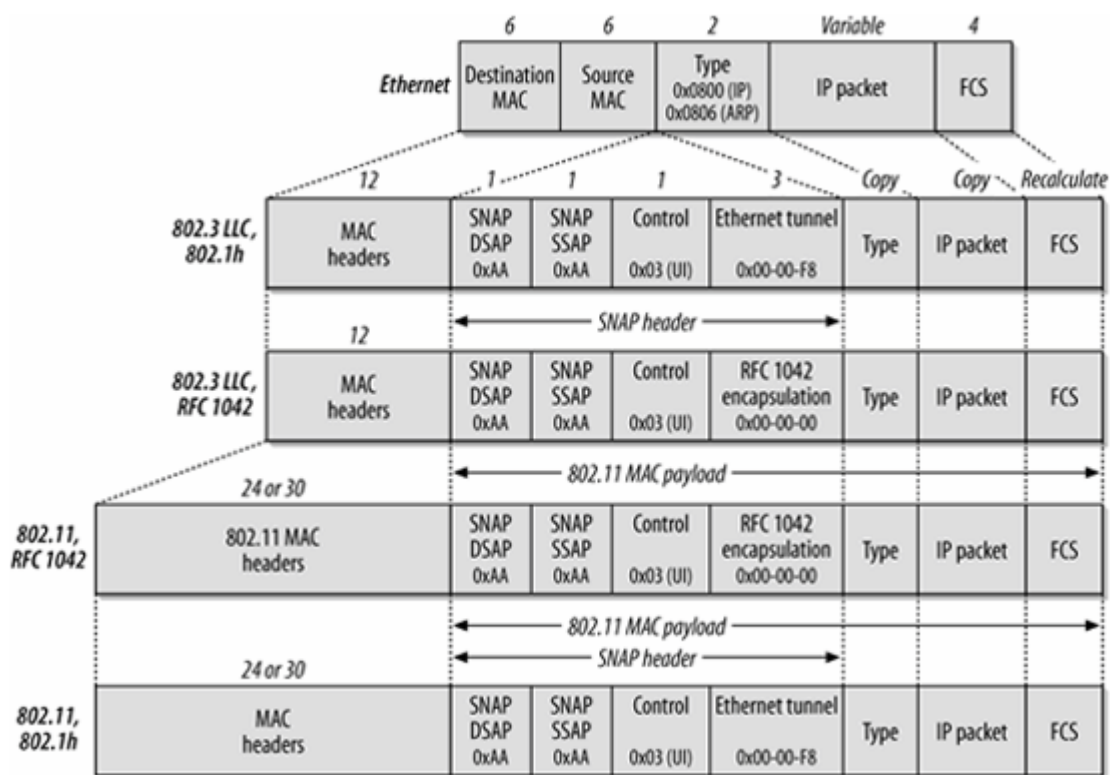 6 6 2 Variable 4
Ethernet
Destination MAC
Source MAC
Type 0x0800 (IP) 0x0806 (ARP)
IP packet
FCS
12 1 1 1 3 Copy Copy Recalculate
802.3 LLC, 802.1h
MAC headers
SNAP DSAP 0xAA
SNAP SSAP 0xAA
Control 0x03 (UI)
Ethernet tunnel 0x00-00-F8
Type
IP packet
FCS
SNAP header
12
802.3 LLC, RFC 1042
MAC headers
SNAP DSAP 0xAA
SNAP SSAP 0xAA
Control 0x03 (UI)
RFC 1042 encapsulation 0x00-00-00
Type
IP packet
FCS
802.11 MAC payload
24 or 30
802.11, RFC 1042
802.11 MAC headers
SNAP DSAP 0xAA
SNAP SSAP 0xAA
Control 0x03 (UI)
RFC 1042 encapsulation 0x00-00-00
Type
IP packet
FCS
802.11 MAC payload
SNAP header
24 or 30
802.11, 802.1h
MAC headers
SNAP DSAP 0xAA
SNAP SSAP 0xAA
Control 0x03 (UI)
Ethernet tunnel 0x00-00-F8
Type
IP packet
FCS